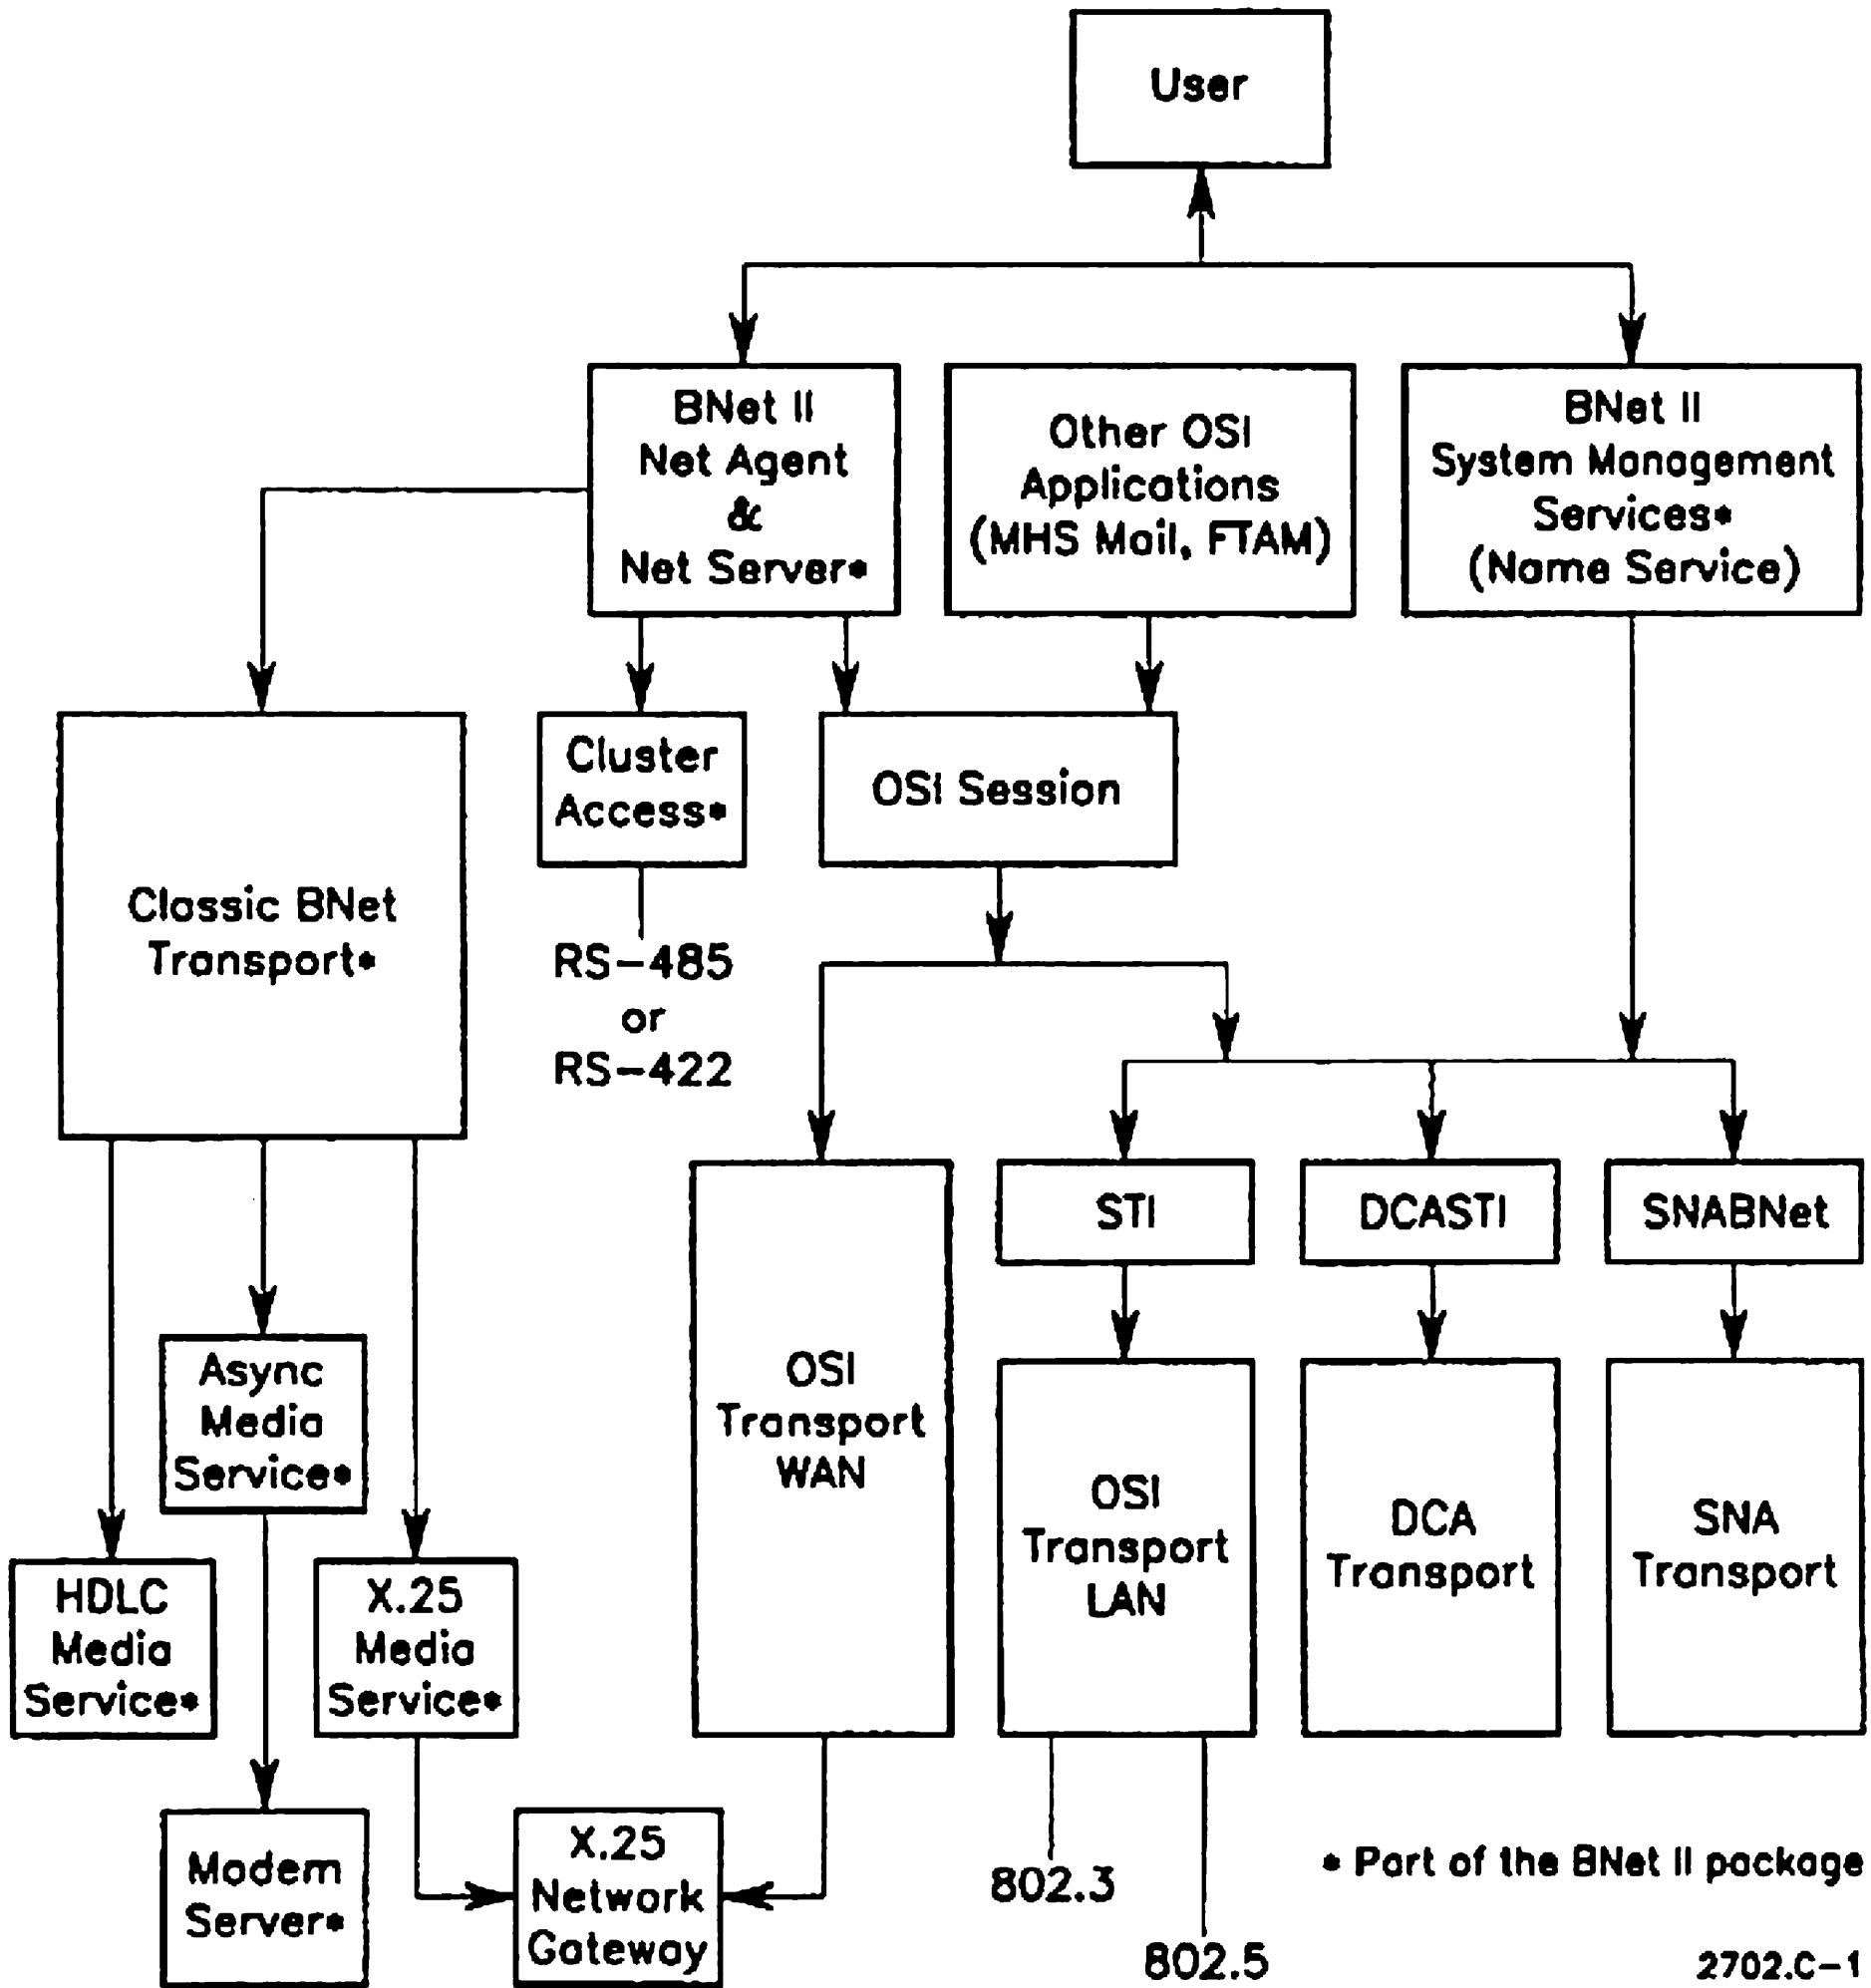 User
BNet II
Net Agent
&
Net Server*
Other OSI
Applications
(MHS Mail, FTAM)
BNet II
System Management
Services*
(Name Service)
Classic BNet
Transport*
Cluster
Access*
OSI Session
RS-485
or
RS-422
STI
DCASTI
SNABNet
Async
Media
Service*
OSI
Transport
WAN
OSI
Transport
LAN
DCA
Transport
SNA
Transport
HDLC
Media
Service*
X.25
Media
Service*
Modem
Server*
X.25
Network
Gateway
802.3
802.5
* Part of the BNet II package
2702.C-1